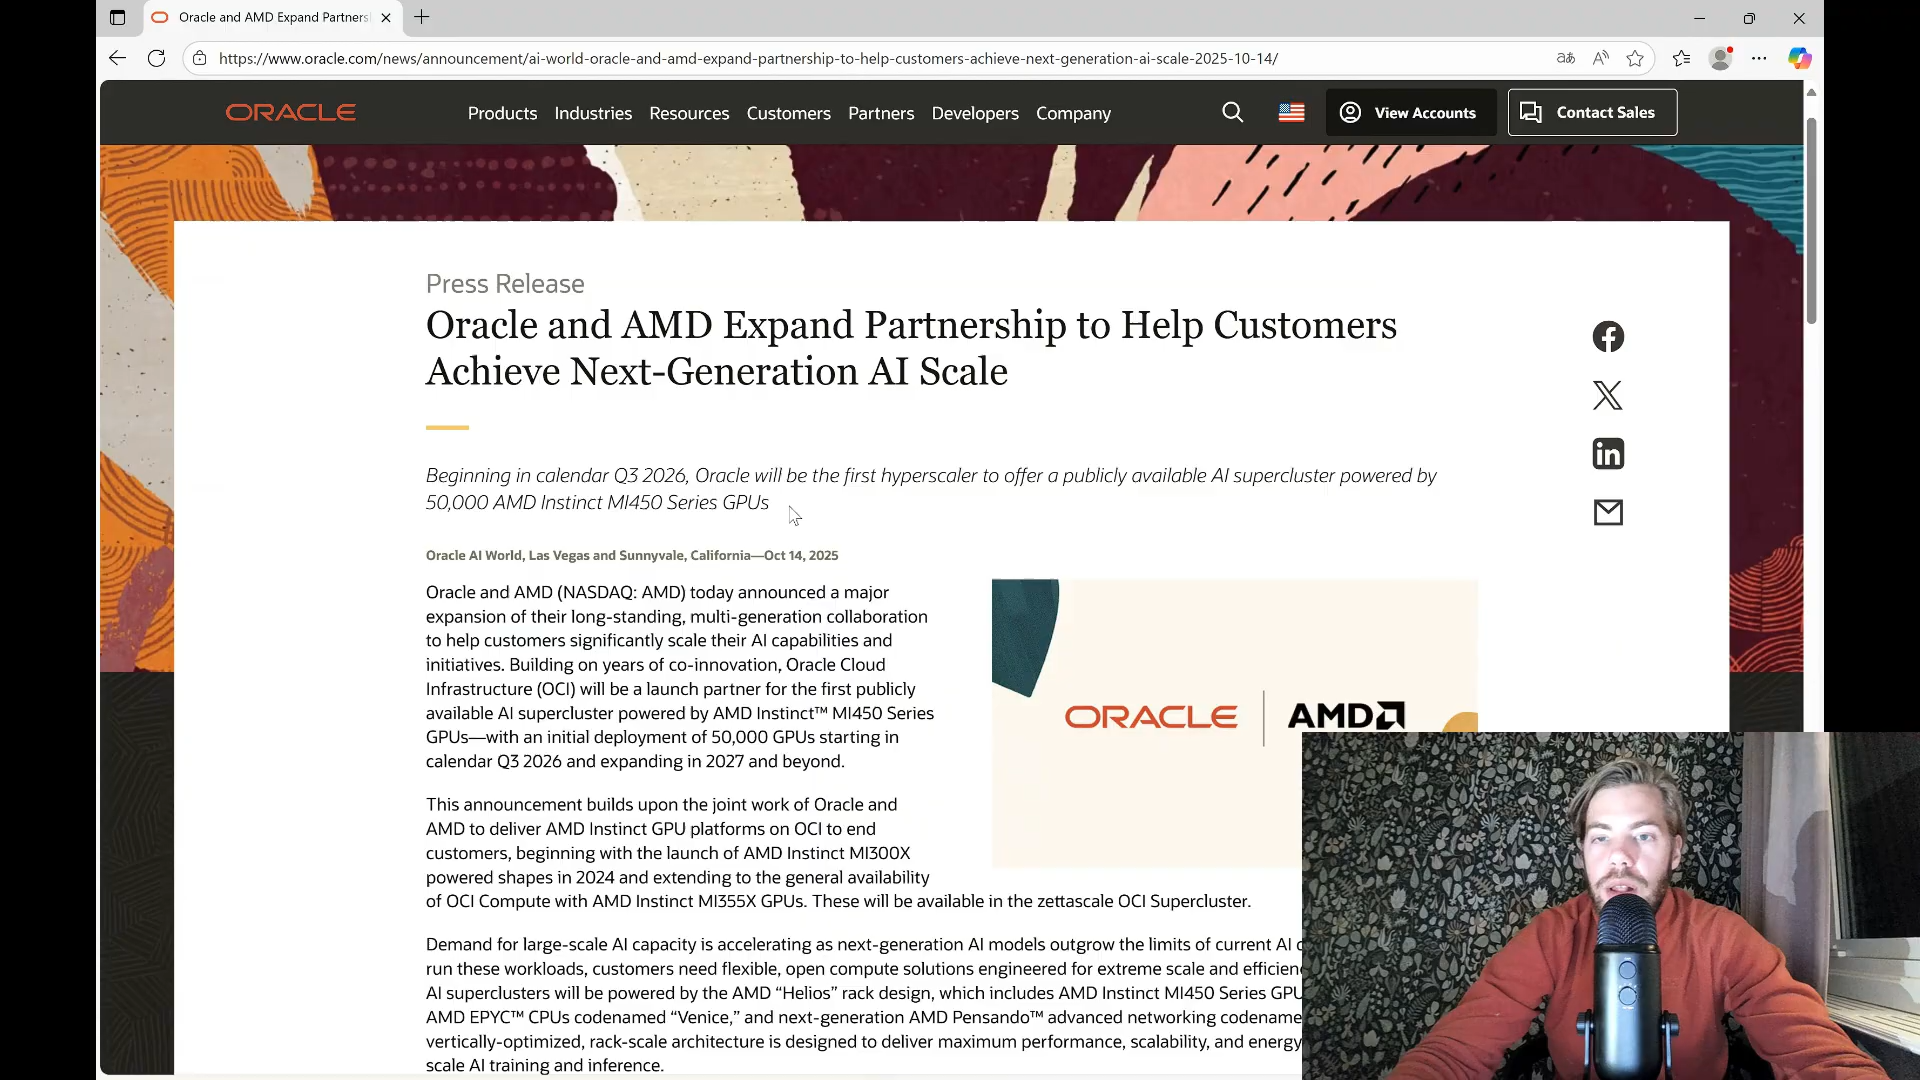 Oracle and AMD Expand Partners
https://www.oracle.com/news/announcement/ai-world-oracle-and-amd-expand-partnership-to-help-customers-achieve-next-generation-ai-scale-2025-10-14/
ORACLE
Products Industries Resources Customers Partners Developers Company
View Accounts
Contact Sales
Press Release
Oracle and AMD Expand Partnership to Help Customers
Achieve Next-Generation AI Scale
Beginning in calendar Q3 2026, Oracle will be the first hyperscaler to offer a publicly available AI supercluster powered by
50,000 AMD Instinct MI450 Series GPUs
Oracle AI World, Las Vegas and Sunnyvale, California—Oct 14, 2025
Oracle and AMD (NASDAQ: AMD) today announced a major
expansion of their long-standing, multi-generation collaboration
to help customers significantly scale their AI capabilities and
initiatives. Building on years of co-innovation, Oracle Cloud
Infrastructure (OCI) will be a launch partner for the first publicly
available AI supercluster powered by AMD Instinct™ MI450 Series
GPUs—with an initial deployment of 50,000 GPUs starting in
calendar Q3 2026 and expanding in 2027 and beyond.
ORACLE | AMD
This announcement builds upon the joint work of Oracle and
AMD to deliver AMD Instinct GPU platforms on OCI to end
customers, beginning with the launch of AMD Instinct MI300X
powered shapes in 2024 and extending to the general availability
of OCI Compute with AMD Instinct MI355X GPUs. These will be available in the zettascale OCI Supercluster.
Demand for large-scale AI capacity is accelerating as next-generation AI models outgrow the limits of current AI
run these workloads, customers need flexible, open compute solutions engineered for extreme scale and efficien
AI superclusters will be powered by the AMD “Helios” rack design, which includes AMD Instinct MI450 Series GPU
AMD EPYC™ CPUs codenamed “Venice,” and next-generation AMD Pensando™ advanced networking codename
vertically-optimized, rack-scale architecture is designed to deliver maximum performance, scalability, and energy
scale AI training and inference.